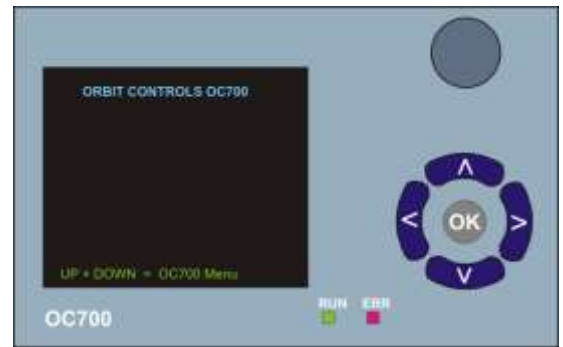 ORBIT CONTROLS OC700
OK
UP + DOWN = OC700 Menu
RUN ERR
OC700